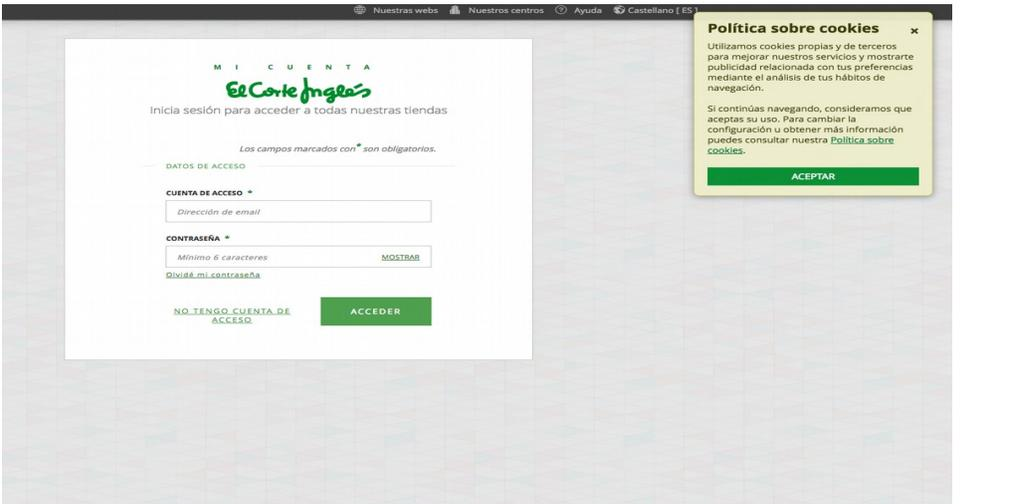 Nuestras webs Nuestros centros Ayuda Castellano [ ES ]
MI CUENTA
El Corte Inglés
Inicia sesión para acceder a todas nuestras tiendas
Los campos marcados con* son obligatorios.
DATOS DE ACCESO
CUENTA DE ACCESO *
Dirección de email
CONTRASEÑA *
Mínimo 6 caracteres MOSTRAR
Olvidé mi contraseña
NO TENGO CUENTA DE
ACCESO
ACCEDER
Política sobre cookies ×
Utilizamos cookies propias y de terceros
para mejorar nuestros servicios y mostrarte
publicidad relacionada con tus preferencias
mediante el análisis de tus hábitos de
navegación.
Si continúas navegando, consideramos que
aceptas su uso. Para cambiar la
configuración u obtener más información
puedes consultar nuestra Política sobre
cookies.
ACEPTAR